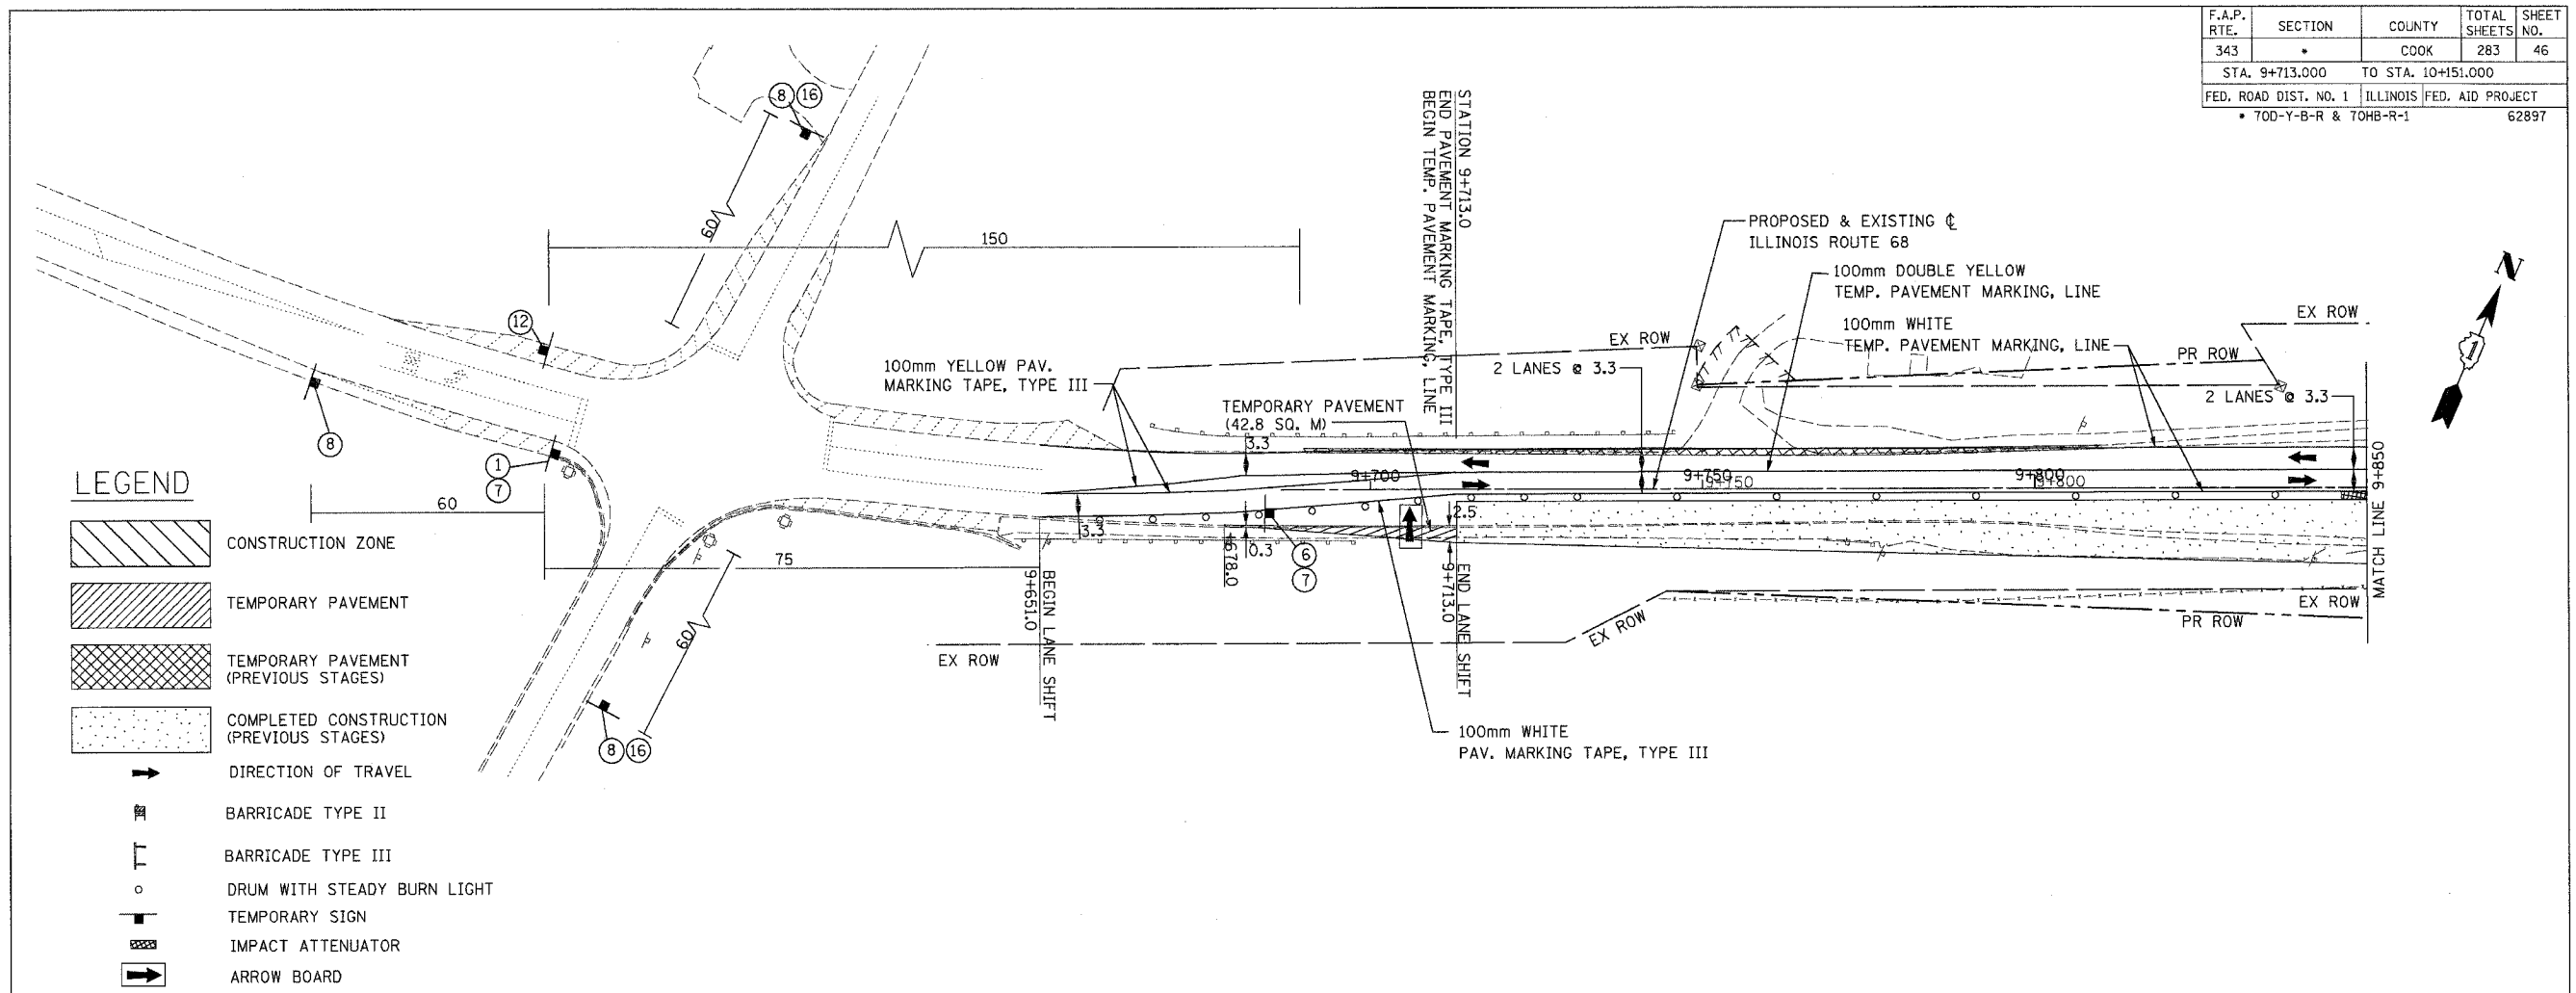 F.A.P. RTE. SECTION COUNTY TOTAL SHEETS SHEET NO.
343 * COOK 283 46
STA. 9+713.000 TO STA. 10+151.000
FED. ROAD DIST. NO. 1 ILLINOIS FED. AID PROJECT
* 70D-Y-B-R & 70HB-R-1 62897
8 16
60
150
STATION 9+713.0
END PAVEMENT MARKING TAPE, TYPE III
BEGIN TEMP. PAVEMENT MARKING, LINE
PROPOSED & EXISTING ℄
ILLINOIS ROUTE 68
100mm DOUBLE YELLOW
TEMP. PAVEMENT MARKING, LINE
100mm WHITE
TEMP. PAVEMENT MARKING, LINE
EX ROW
N
1
12
EX ROW
PR ROW
100mm YELLOW PAV.
MARKING TAPE, TYPE III
2 LANES @ 3.3
2 LANES @ 3.3
TEMPORARY PAVEMENT
(42.8 SQ. M)
3.3
8
1
7
9+700
9+750
9+750
9+800
9+800
MATCH LINE 9+850
60
3.3
2.5
0.3
+678.0
6
7
75
BEGIN LANE SHIFT
9+651.0
END LANE SHIFT
9+713.0
60
EX ROW
EX ROW
EX ROW
PR ROW
8 16
100mm WHITE
PAV. MARKING TAPE, TYPE III
LEGEND
CONSTRUCTION ZONE
TEMPORARY PAVEMENT
TEMPORARY PAVEMENT
(PREVIOUS STAGES)
COMPLETED CONSTRUCTION
(PREVIOUS STAGES)
DIRECTION OF TRAVEL
BARRICADE TYPE II
BARRICADE TYPE III
DRUM WITH STEADY BURN LIGHT
TEMPORARY SIGN
IMPACT ATTENUATOR
ARROW BOARD